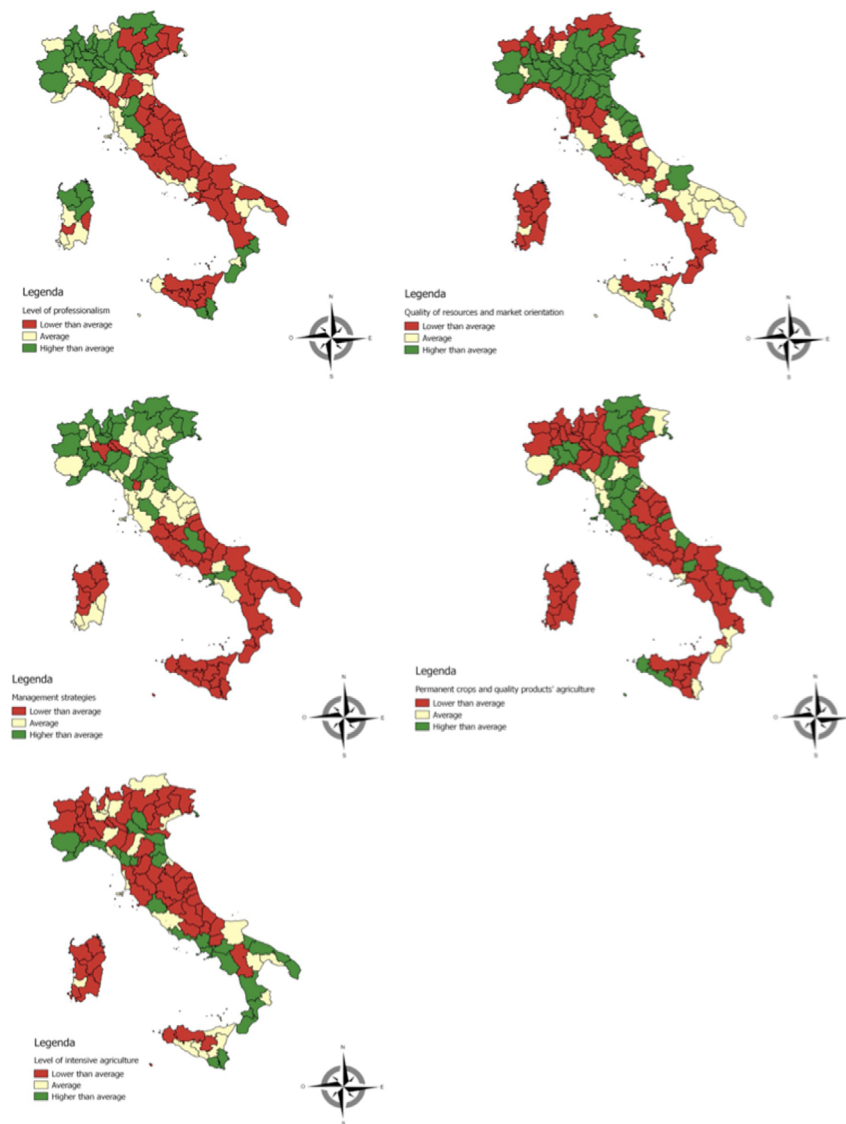 Legenda
Level of professionalism
Lower than average
Average
Higher than average
N
O
E
S
Legenda
Quality of resources and market orientation
Lower than average
Average
Higher than average
N
O
E
S
Legenda
Management strategies
Lower than average
Average
Higher than average
N
O
E
S
Legenda
Permanent crops and quality products' agriculture
Lower than average
Average
Higher than average
N
O
S
Legenda
Level of intensive agriculture
Lower than average
Average
Higher than average
N
O
E